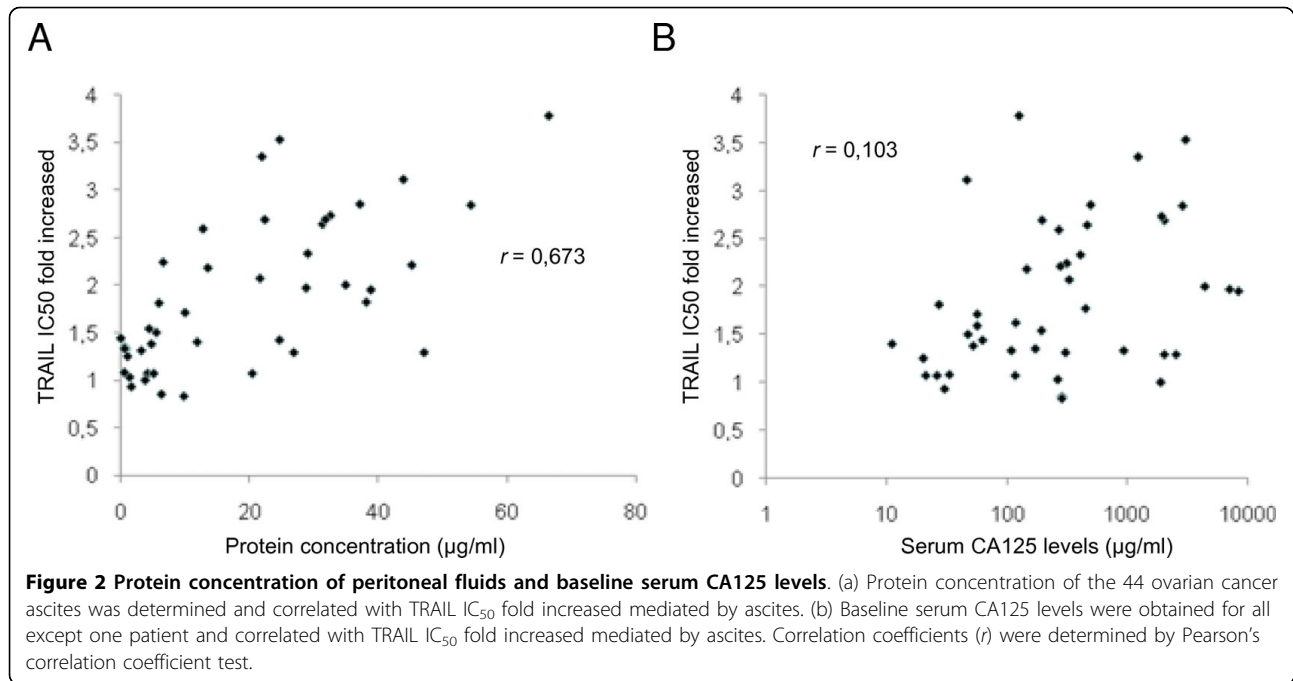 A
TRAIL IC50 fold increased
4
3,5
3
2,5
2
1,5
1
0,5
0
r = 0,673
0 20 40 60 80
Protein concentration (µg/ml)
B
TRAIL IC50 fold increased
4
3,5
3
2,5
2
1,5
1
0,5
0
r = 0,103
1 10 100 1000 10000
Serum CA125 levels (µg/ml)
Figure 2 Protein concentration of peritoneal fluids and baseline serum CA125 levels. (a) Protein concentration of the 44 ovarian cancer
ascites was determined and correlated with TRAIL IC50 fold increased mediated by ascites. (b) Baseline serum CA125 levels were obtained for all
except one patient and correlated with TRAIL IC50 fold increased mediated by ascites. Correlation coefficients (r) were determined by Pearson's
correlation coefficient test.